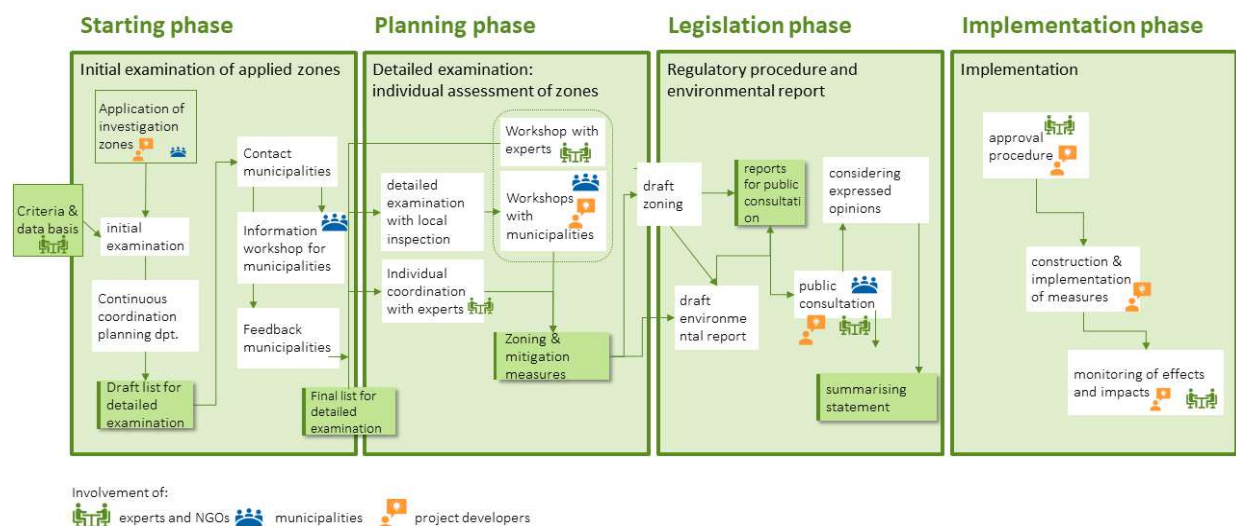 Starting phase
Planning phase
Legislation phase
Implementation phase
Initial examination of applied zones
Application of
investigation
zones
Criteria &
data basis
initial
examination
Continuous
coordination
planning dpt.
Draft list for
detailed
examination
Contact
municipalities
Information
workshop for
municipalities
Feedback
municipalities
Final list for
detailed
examination
Detailed examination:
individual assessment of zones
Workshop with
experts
detailed
examination
with local
inspection
Workshops
with
municipalities
Individual
coordination
with experts
Zoning &
mitigation
measures
Regulatory procedure and
environmental report
draft
zoning
reports
for public
consultati
on
considering
expressed
opinions
draft
environme
ntal report
public
consultation
summarising
statement
Implementation
approval
procedure
construction &
implementation
of measures
monitoring of effects
and impacts
Involvement of:
experts and NGOs
municipalities
project developers